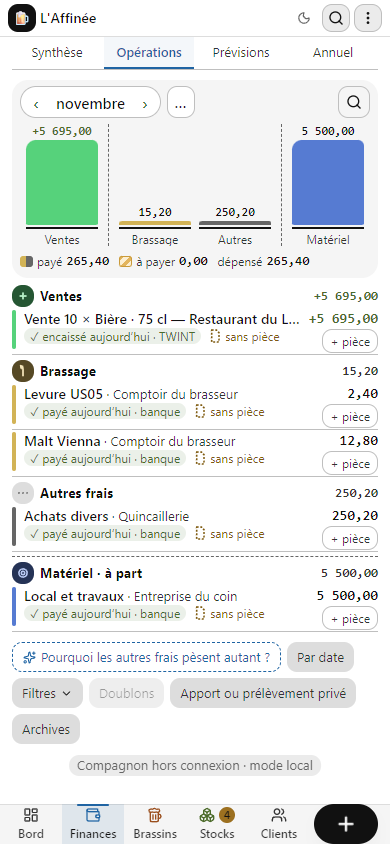 L'Affinée
Synthèse Opérations Prévisions Annuel
‹ novembre › ...
+5 695,00 5 500,00
15,20 250,20
Ventes Brassage Autres Matériel
payé 265,40 à payer 0,00 dépensé 265,40
Ventes +5 695,00
Vente 10 × Bière · 75 cl — Restaurant du L... +5 695,00
✓ encaissé aujourd'hui · TWINT sans pièce + pièce
Brassage 15,20
Levure US05 · Comptoir du brasseur 2,40
✓ payé aujourd'hui · banque sans pièce + pièce
Malt Vienna · Comptoir du brasseur 12,80
✓ payé aujourd'hui · banque sans pièce + pièce
Autres frais 250,20
Achats divers · Quincaillerie 250,20
✓ payé aujourd'hui · banque sans pièce + pièce
Matériel · à part 5 500,00
Local et travaux · Entreprise du coin 5 500,00
✓ payé aujourd'hui · banque sans pièce + pièce
Pourquoi les autres frais pèsent autant ? Par date
Filtres Doublons Apport ou prélèvement privé
Archives
Compagnon hors connexion · mode local
4
Bord Finances Brassins Stocks Clients +